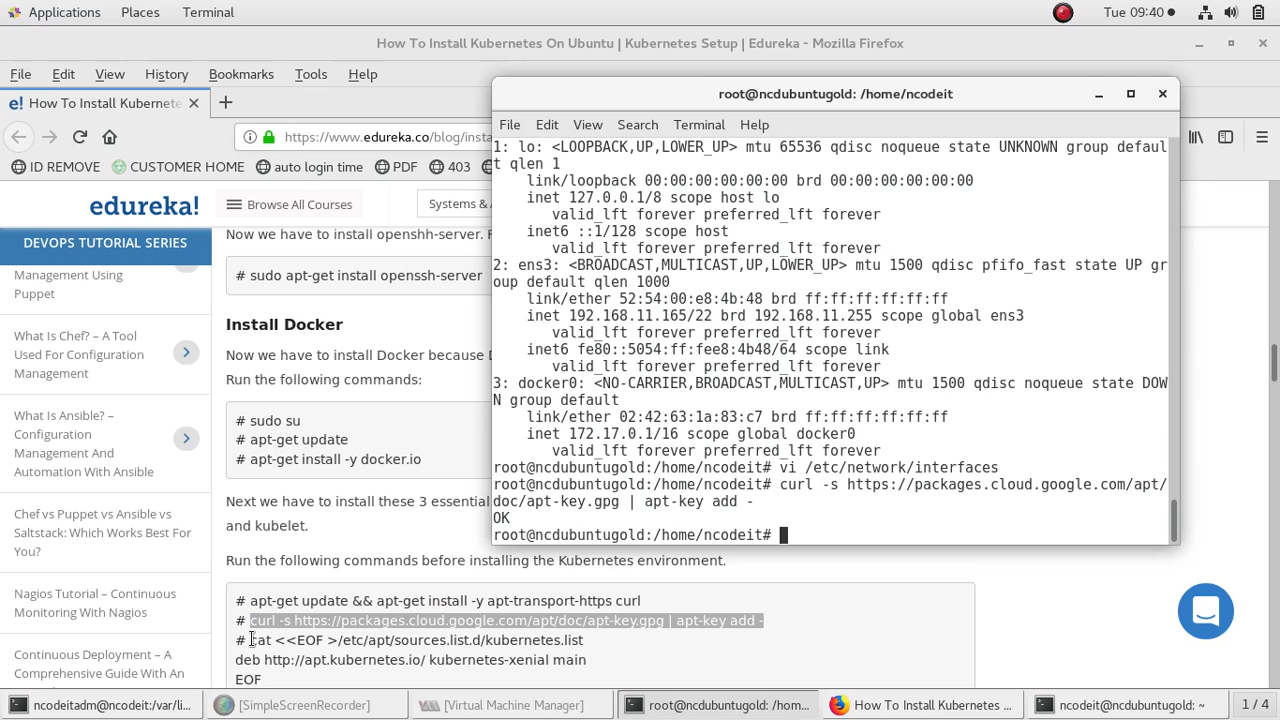 Applications Places Terminal Tue 09:40
How To Install Kubernetes On Ubuntu | Kubernetes Setup | Edureka - Mozilla Firefox
File Edit View History Bookmarks Tools Help
e! How To Install Kubernete
https://www.edureka.co/blog/insta
ID REMOVE CUSTOMER HOME auto login time PDF 403
edureka! Browse All Courses Systems & A
DEVOPS TUTORIAL SERIES
Management Using
Puppet
What Is Chef? – A Tool
Used For Configuration
Management
What Is Ansible? –
Configuration
Management And
Automation With Ansible
Chef vs Puppet vs Ansible vs
Saltstack: Which Works Best For
You?
Nagios Tutorial – Continuous
Monitoring With Nagios
Continuous Deployment – A
Comprehensive Guide With An
Now we have to install openshh-server. F
# sudo apt-get install openssh-server
Install Docker
Now we have to install Docker because D
Run the following commands:
# sudo su
# apt-get update
# apt-get install -y docker.io
Next we have to install these 3 essential
and kubelet.
Run the following commands before installing the Kubernetes environment.
# apt-get update && apt-get install -y apt-transport-https curl
# curl -s https://packages.cloud.google.com/apt/doc/apt-key.gpg | apt-key add -
# cat <<EOF >/etc/apt/sources.list.d/kubernetes.list
deb http://apt.kubernetes.io/ kubernetes-xenial main
EOF
root@ncdubuntugold: /home/ncodeit
File Edit View Search Terminal Help
1: lo: <LOOPBACK,UP,LOWER_UP> mtu 65536 qdisc noqueue state UNKNOWN group defaul
t qlen 1
link/loopback 00:00:00:00:00:00 brd 00:00:00:00:00:00
inet 127.0.0.1/8 scope host lo
valid_lft forever preferred_lft forever
inet6 ::1/128 scope host
valid_lft forever preferred_lft forever
2: ens3: <BROADCAST,MULTICAST,UP,LOWER_UP> mtu 1500 qdisc pfifo_fast state UP gr
oup default qlen 1000
link/ether 52:54:00:e8:4b:48 brd ff:ff:ff:ff:ff:ff
inet 192.168.11.165/22 brd 192.168.11.255 scope global ens3
valid_lft forever preferred_lft forever
inet6 fe80::5054:ff:fee8:4b48/64 scope link
valid_lft forever preferred_lft forever
3: docker0: <NO-CARRIER,BROADCAST,MULTICAST,UP> mtu 1500 qdisc noqueue state DOW
N group default
link/ether 02:42:63:1a:83:c7 brd ff:ff:ff:ff:ff:ff
inet 172.17.0.1/16 scope global docker0
valid_lft forever preferred_lft forever
root@ncdubuntugold:/home/ncodeit# vi /etc/network/interfaces
root@ncdubuntugold:/home/ncodeit# curl -s https://packages.cloud.google.com/apt/
doc/apt-key.gpg | apt-key add -
OK
root@ncdubuntugold:/home/ncodeit#
ncodeitadm@ncodeit:/var/li... [SimpleScreenRecorder] [Virtual Machine Manager] root@ncdubuntugold: /hom... How To Install Kubernetes ... ncodeit@ncdubuntugold: ~ 1 / 4